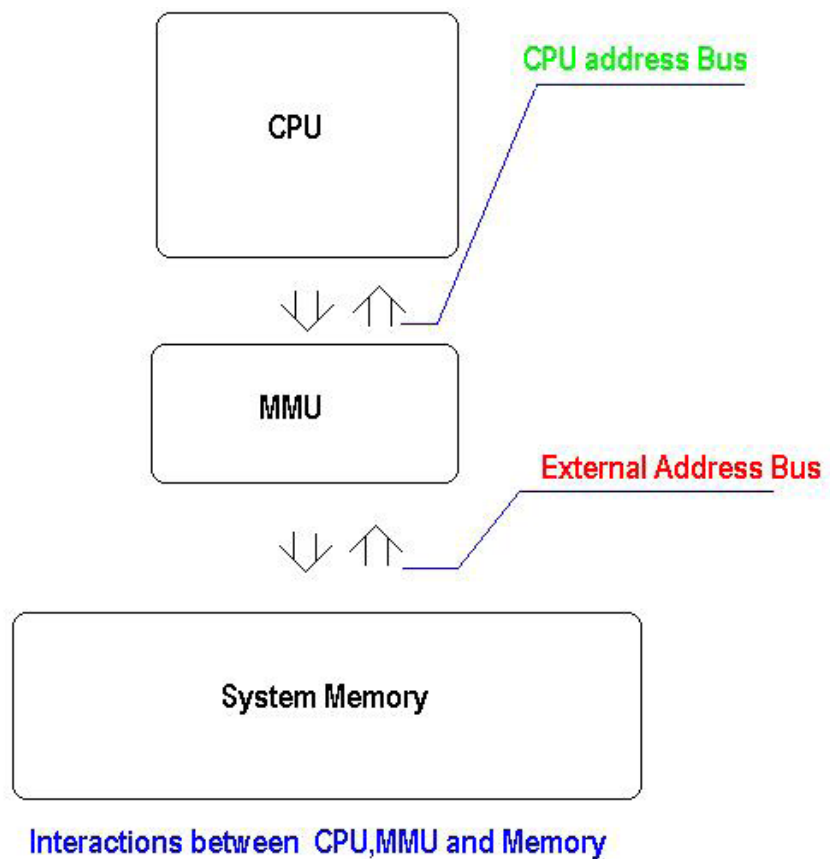 CPU address Bus
CPU
MMU
External Address Bus
System Memory
Interactions between CPU,MMU and Memory